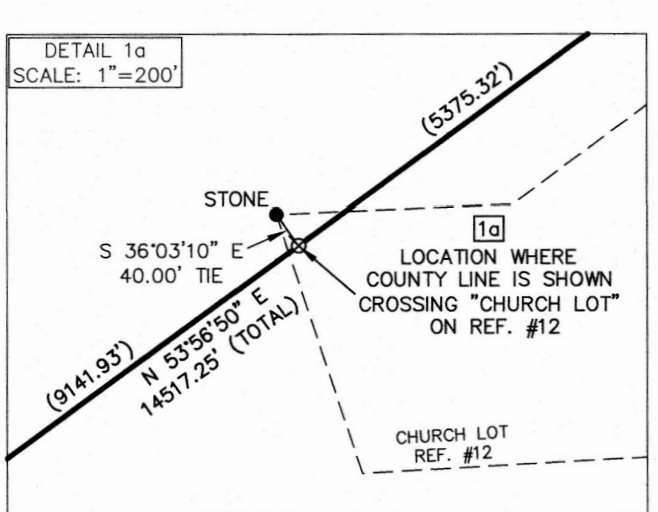 DETAIL 1a
SCALE: 1"=200'
(5375.32')
STONE
S 36°03'10" E
40.00' TIE
1a
LOCATION WHERE
COUNTY LINE IS SHOWN
CROSSING "CHURCH LOT"
ON REF. #12
N 53°56'50" E
14517.25' (TOTAL)
(9141.93')
CHURCH LOT
REF. #12